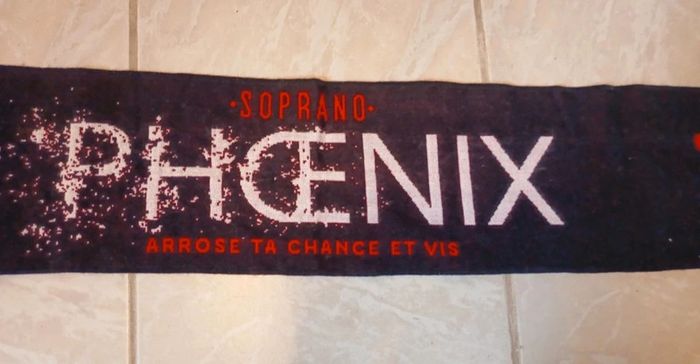 ·SOPRANO·
PHŒNIX
ARROSE TA CHANCE ET VIS